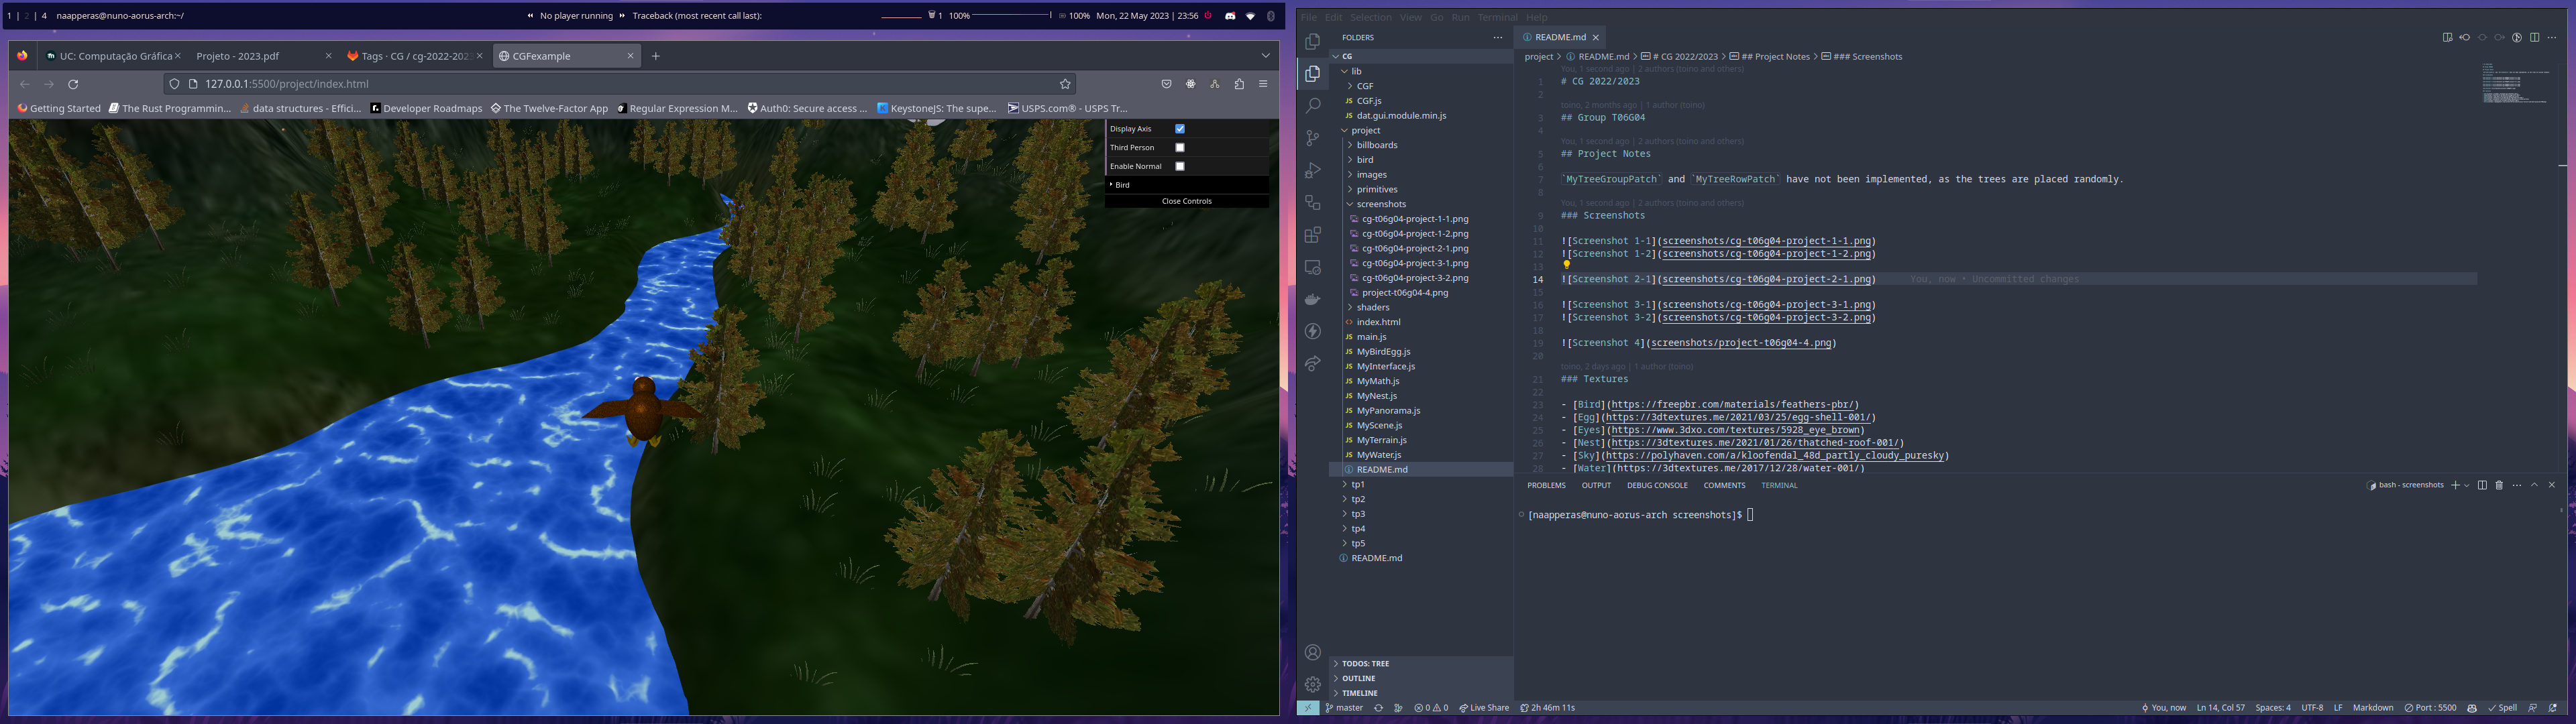 1 | 2 | 4 naapperas@nuno-aorus-arch:~/
No player running
Traceback (most recent call last):
1 100% 100% Mon, 22 May 2023 | 23:56
UC: Computação Gráfica
Projeto - 2023.pdf
Tags · CG / cg-2022-202
CGFexample
127.0.0.1:5500/project/index.html
Getting Started
The Rust Programmin…
data structures - Effici…
Developer Roadmaps
The Twelve-Factor App
Regular Expression M…
Auth0: Secure access …
KeystoneJS: The supe…
USPS.com® - USPS Tr…
Display Axis
Third Person
Enable Normal
Bird
Close Controls
File Edit Selection View Go Run Terminal Help
FOLDERS
CG
lib
CGF
JS CGF.js
JS dat.gui.module.min.js
project
billboards
bird
images
primitives
screenshots
cg-t06g04-project-1-1.png
cg-t06g04-project-1-2.png
cg-t06g04-project-2-1.png
cg-t06g04-project-3-1.png
cg-t06g04-project-3-2.png
project-t06g04-4.png
shaders
index.html
JS main.js
JS MyBirdEgg.js
JS MyInterface.js
JS MyMath.js
JS MyNest.js
JS MyPanorama.js
JS MyScene.js
JS MyTerrain.js
JS MyWater.js
README.md
tp1
tp2
tp3
tp4
tp5
README.md
TODOS: TREE
OUTLINE
TIMELINE
README.md
project > README.md > # CG 2022/2023 > ## Project Notes > ### Screenshots
You, 1 second ago | 2 authors (toino and others)
1 # CG 2022/2023
2
toino, 2 months ago | 1 author (toino)
3 ## Group T06G04
4
You, 1 second ago | 2 authors (toino and others)
5 ## Project Notes
6
7 `MyTreeGroupPatch` and `MyTreeRowPatch` have not been implemented, as the trees are placed randomly.
8
You, 1 second ago | 2 authors (toino and others)
9 ### Screenshots
10
11 ![Screenshot 1-1](screenshots/cg-t06g04-project-1-1.png)
12 ![Screenshot 1-2](screenshots/cg-t06g04-project-1-2.png)
13
14 ![Screenshot 2-1](screenshots/cg-t06g04-project-2-1.png) You, now • Uncommitted changes
15
16 ![Screenshot 3-1](screenshots/cg-t06g04-project-3-1.png)
17 ![Screenshot 3-2](screenshots/cg-t06g04-project-3-2.png)
18
19 ![Screenshot 4](screenshots/project-t06g04-4.png)
20
toino, 2 days ago | 1 author (toino)
21 ### Textures
22
23 - [Bird](https://freepbr.com/materials/feathers-pbr/)
24 - [Egg](https://3dtextures.me/2021/03/25/egg-shell-001/)
25 - [Eyes](https://www.3dxo.com/textures/5928_eye_brown)
26 - [Nest](https://3dtextures.me/2021/01/26/thatched-roof-001/)
27 - [Sky](https://polyhaven.com/a/kloofendal_48d_partly_cloudy_puresky)
28 - [Water](https://3dtextures.me/2017/12/28/water-001/)
PROBLEMS OUTPUT DEBUG CONSOLE COMMENTS TERMINAL
bash - screenshots
[naapperas@nuno-aorus-arch screenshots]$
master 0 0 Live Share 2h 46m 11s
You, now Ln 14, Col 57 Spaces: 4 UTF-8 LF Markdown Port : 5500 Spell